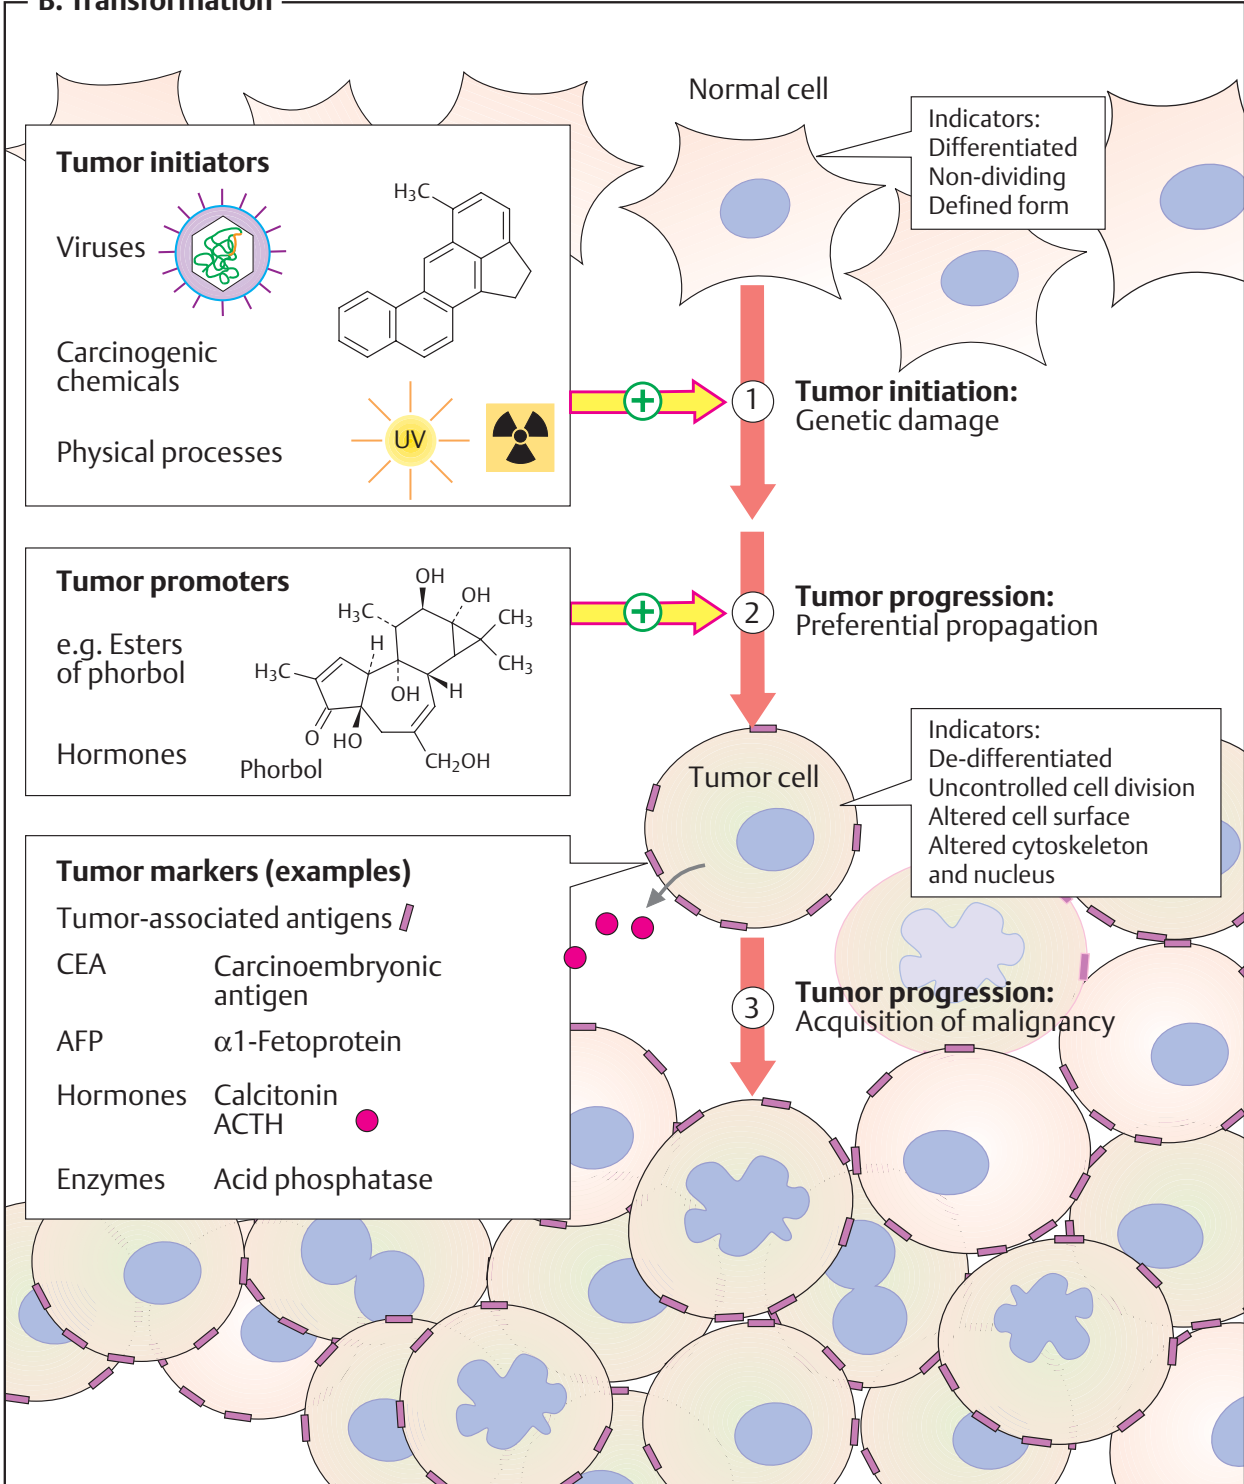 B. Transformation
Normal cell
Indicators:
Differentiated
Non-dividing
Defined form
Tumor initiators
Viruses
H₃C
Carcinogenic
chemicals
Physical processes
UV
+
1
Tumor initiation:
Genetic damage
Tumor promoters
e.g. Esters
of phorbol
Hormones
OH
H₃C
OH
CH₃
H
CH₃
H₃C
OH
H
O
HO
CH₂OH
Phorbol
+
2
Tumor progression:
Preferential propagation
Tumor cell
Indicators:
De-differentiated
Uncontrolled cell division
Altered cell surface
Altered cytoskeleton
and nucleus
Tumor markers (examples)
Tumor-associated antigens
CEA Carcinoembryonic
antigen
AFP α1-Fetoprotein
Hormones Calcitonin
ACTH
Enzymes Acid phosphatase
3
Tumor progression:
Acquisition of malignancy